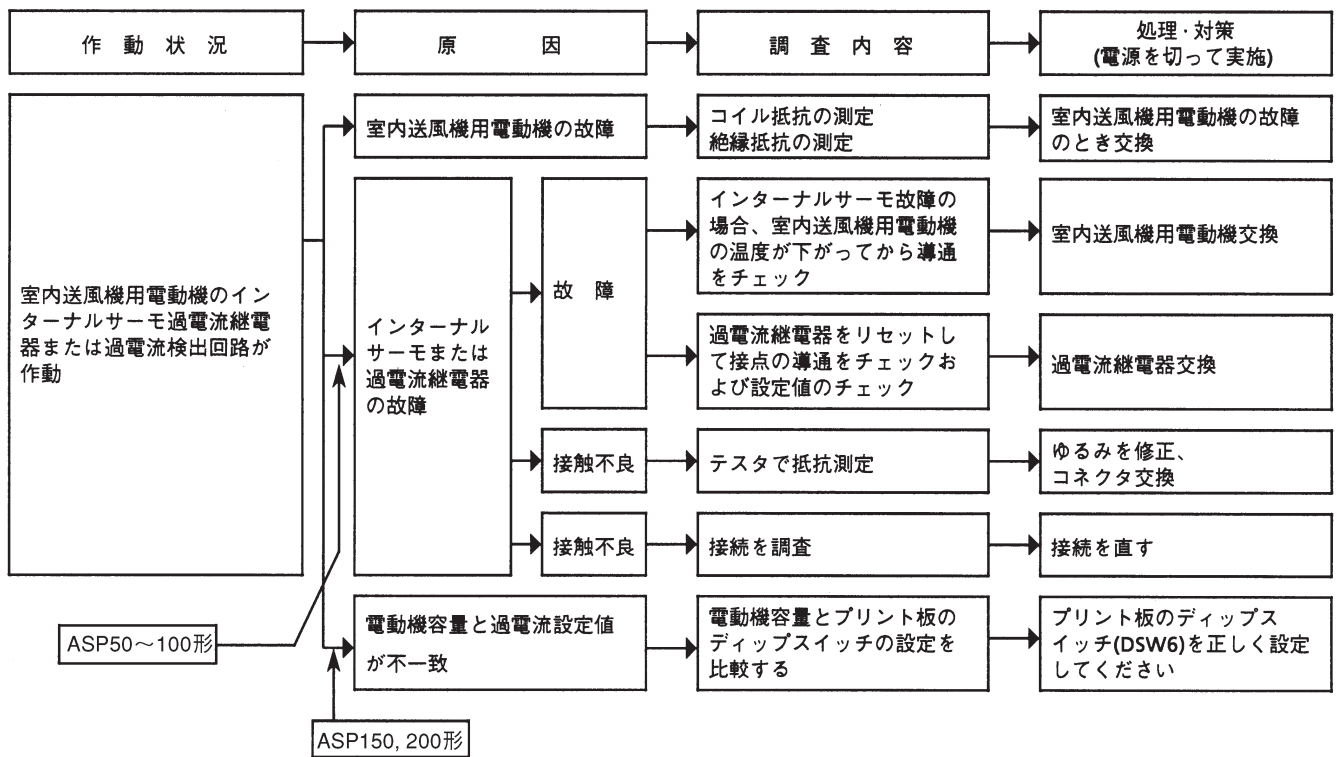 作動状況
原因
調査内容
処理・対策
(電源を切って実施)
室内送風機用電動機のイン
ターナルサーモ過電流継電
器または過電流検出回路が
作動
室内送風機用電動機の故障
コイル抵抗の測定
絶縁抵抗の測定
室内送風機用電動機の故障
のとき交換
インターナル
サーモまたは
過電流継電器
の故障
故障
インターナルサーモ故障の
場合、室内送風機用電動機
の温度が下がってから導通
をチェック
室内送風機用電動機交換
過電流継電器をリセットし
て接点の導通をチェックお
よび設定値のチェック
過電流継電器交換
接触不良
テスタで抵抗測定
ゆるみを修正、
コネクタ交換
接触不良
接続を調査
接続を直す
電動機容量と過電流設定値
が不一致
電動機容量とプリント板の
ディップスイッチの設定を
比較する
プリント板のディップス
イッチ(DSW6)を正しく設定
してください
ASP50～100形
ASP150, 200形